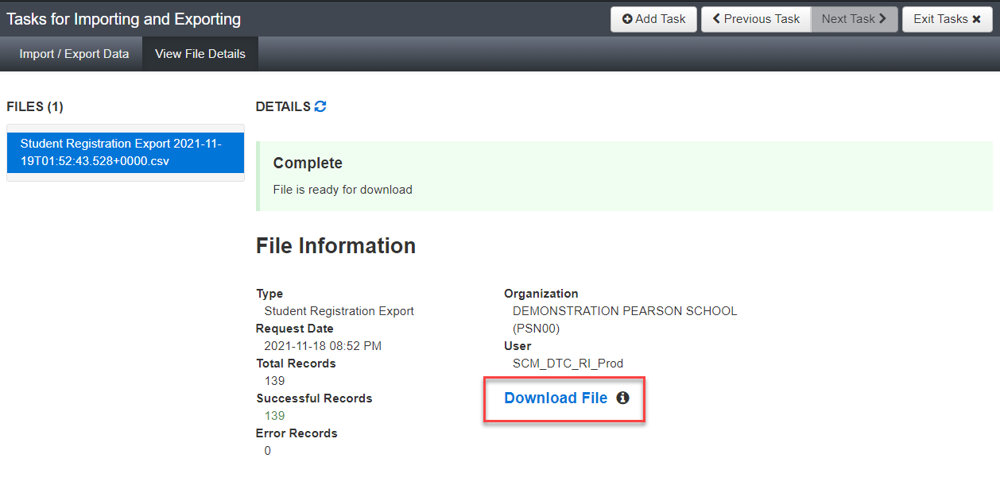 Tasks for Importing and Exporting
Add Task
Previous Task
Next Task
Exit Tasks
Import / Export Data
View File Details
FILES (1)
Student Registration Export 2021-11-
19T01:52:43.528+0000.csv
DETAILS
Complete
File is ready for download
File Information
Type
Student Registration Export
Request Date
2021-11-18 08:52 PM
Total Records
139
Successful Records
139
Error Records
0
Organization
DEMONSTRATION PEARSON SCHOOL
(PSN00)
User
SCM_DTC_RI_Prod
Download File